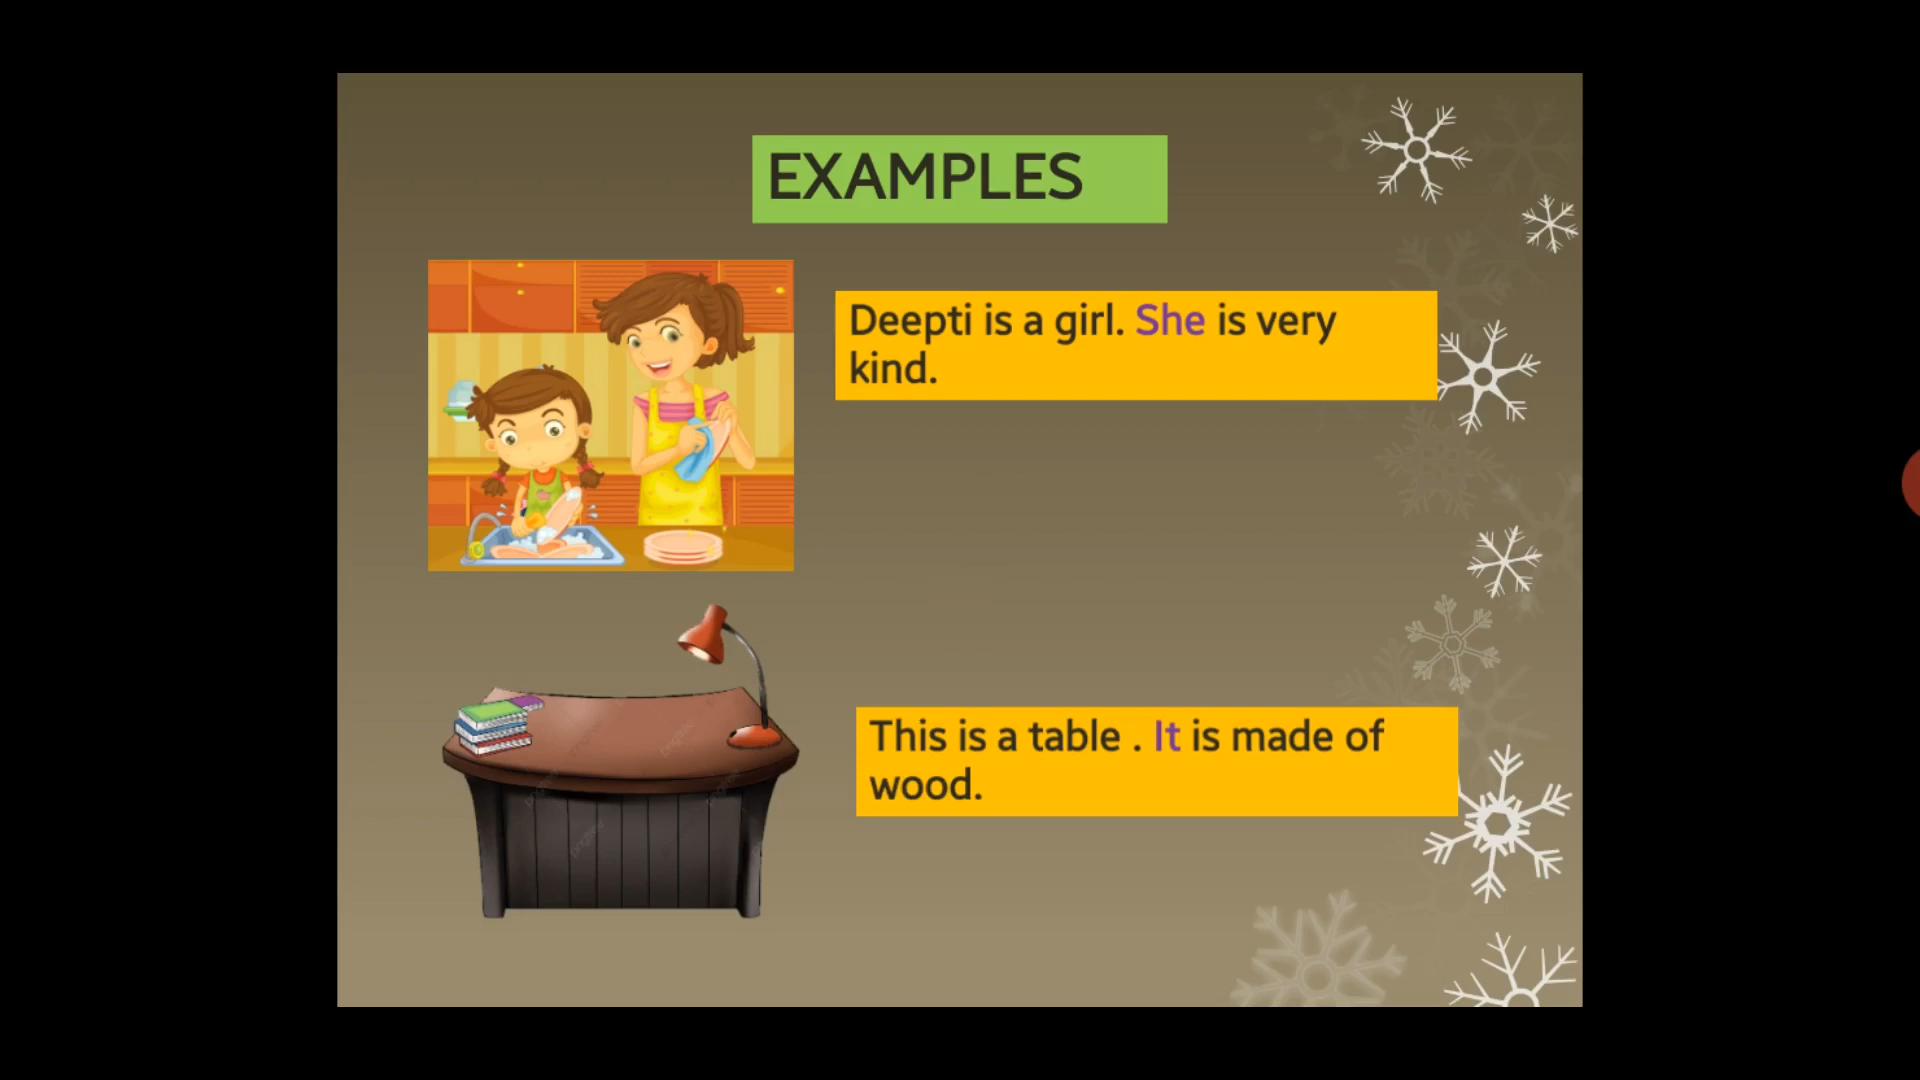 EXAMPLES
Deepti is a girl. She is very
kind.
This is a table . It is made of
wood.